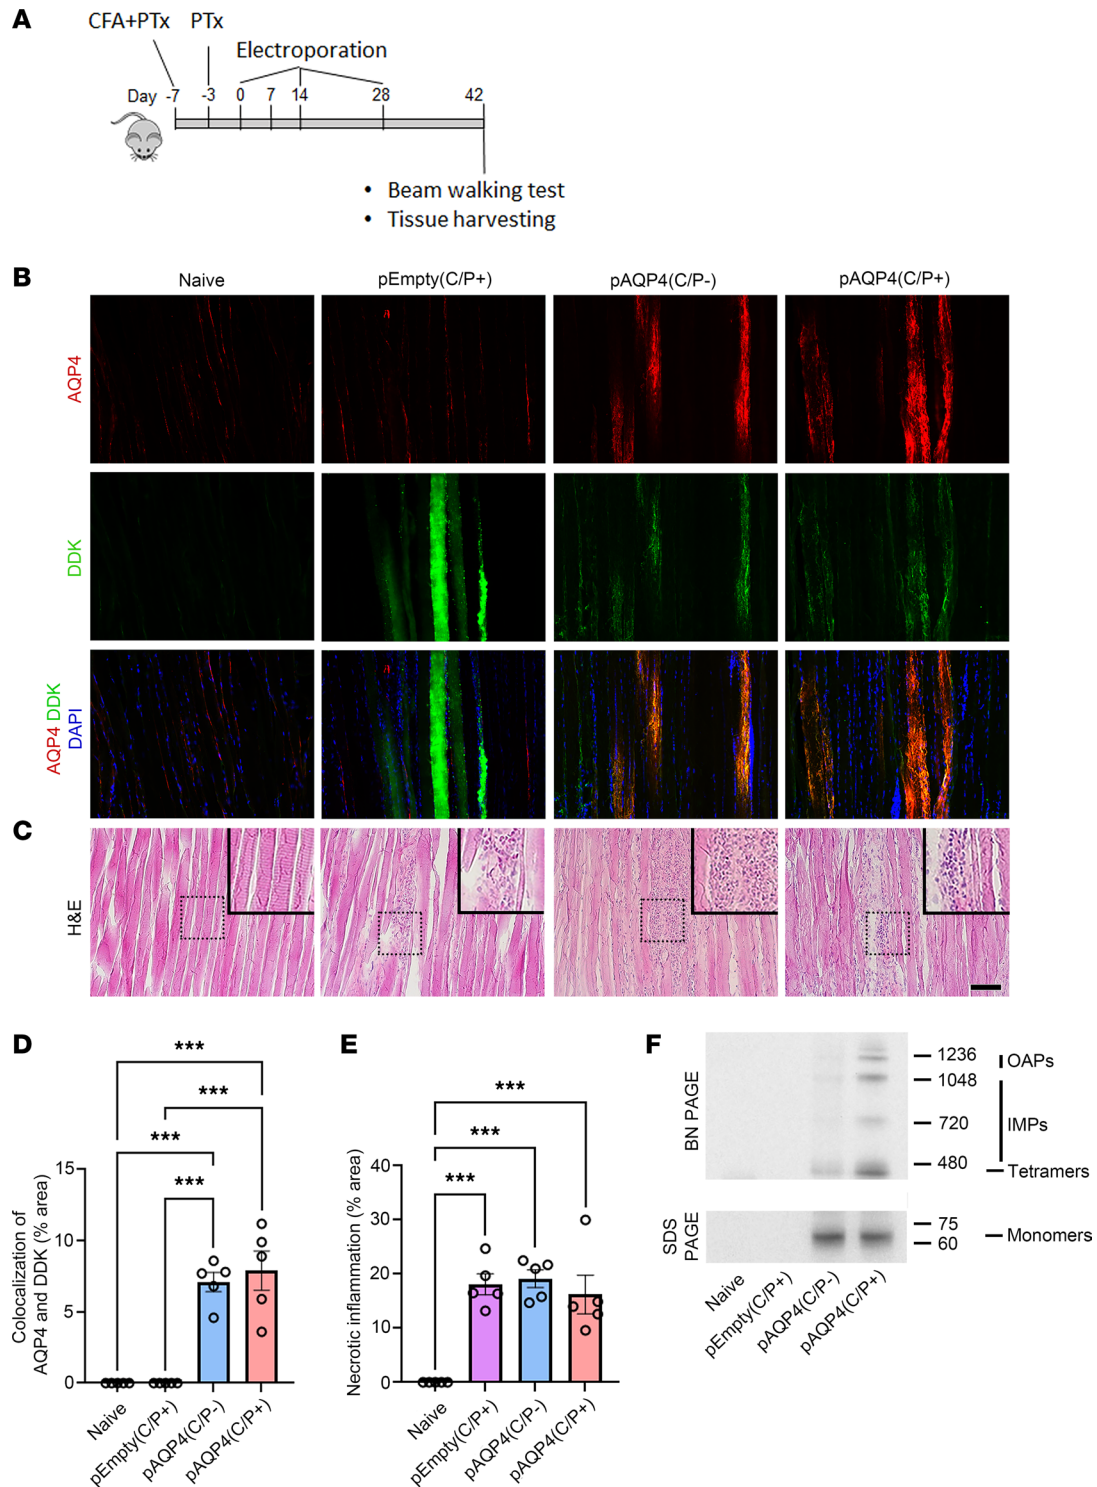 A
CFA+PTx PTx
Electroporation
Day -7 -3 0 7 14 28 42
• Beam walking test
• Tissue harvesting
B
Naive pEmpty(C/P+) pAQP4(C/P-) pAQP4(C/P+)
AQP4
DDK
AQP4 DDK
DAPI
C
H&E
D
***
***
***
***
Colocalization of
AQP4 and DDK (% area)
15
10
5
0
Naive
pEmpty(C/P+)
pAQP4(C/P-)
pAQP4(C/P+)
E
***
***
***
Necrotic inflammation (% area)
40
30
20
10
0
Naive
pEmpty(C/P+)
pAQP4(C/P-)
pAQP4(C/P+)
F
BN PAGE
1236
1048
720
480
OAPs
IMPs
Tetramers
SDS
PAGE
75
60
Monomers
Naive
pEmpty(C/P+)
pAQP4(C/P-)
pAQP4(C/P+)